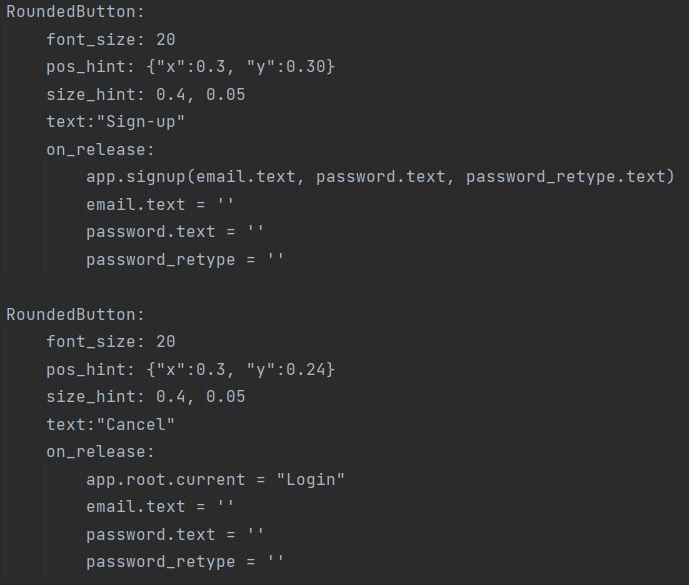 RoundedButton:
    font_size: 20
    pos_hint: {"x":0.3, "y":0.30}
    size_hint: 0.4, 0.05
    text:"Sign-up"
    on_release:
        app.signup(email.text, password.text, password_retype.text)
        email.text = ''
        password.text = ''
        password_retype = ''

RoundedButton:
    font_size: 20
    pos_hint: {"x":0.3, "y":0.24}
    size_hint: 0.4, 0.05
    text:"Cancel"
    on_release:
        app.root.current = "Login"
        email.text = ''
        password.text = ''
        password_retype = ''